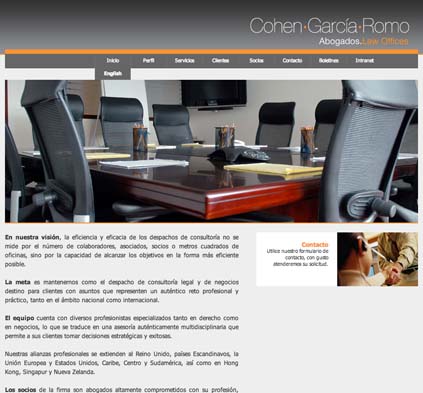 Cohen·García·Romo
Abogados.Law Offices
Inicio Perfil Servicios Clientes Socios Contacto Boletines Intranet
English
En nuestra visión, la eficiencia y eficacia de los despachos de consultoría no se
mide por el número de colaboradores, asociados, socios o metros cuadrados de
oficinas, sino por la capacidad de alcanzar los objetivos en la forma más eficiente
posible.
La meta es mantenernos como el despacho de consultoría legal y de negocios
destino para clientes con asuntos que representen un auténtico reto profesional y
práctico, tanto en el ámbito nacional como internacional.
El equipo cuenta con diversos profesionistas especializados tanto en derecho como
en negocios, lo que se traduce en una asesoría auténticamente multidisciplinaria que
permite a sus clientes tomar decisiones estratégicas y exitosas.
Nuestras alianzas profesionales se extienden al Reino Unido, países Escandinavos, la
Unión Europea y Estados Unidos, Caribe, Centro y Sudamérica, así como en Hong
Kong, Singapur y Nueva Zelanda.
Los socios de la firma son abogados altamente comprometidos con su profesión,
Contacto
Utilice nuestro formulario de
contacto, con gusto
atenderemos su solicitud.